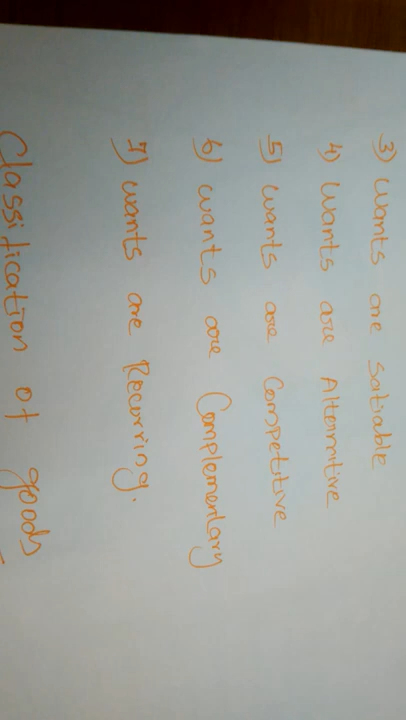 3) Wants are Satiable
4) Wants are Alternitive
5) Wants are Competitive
6) Wants are Complementary
7) Wants are Recurring.
Classification of goods